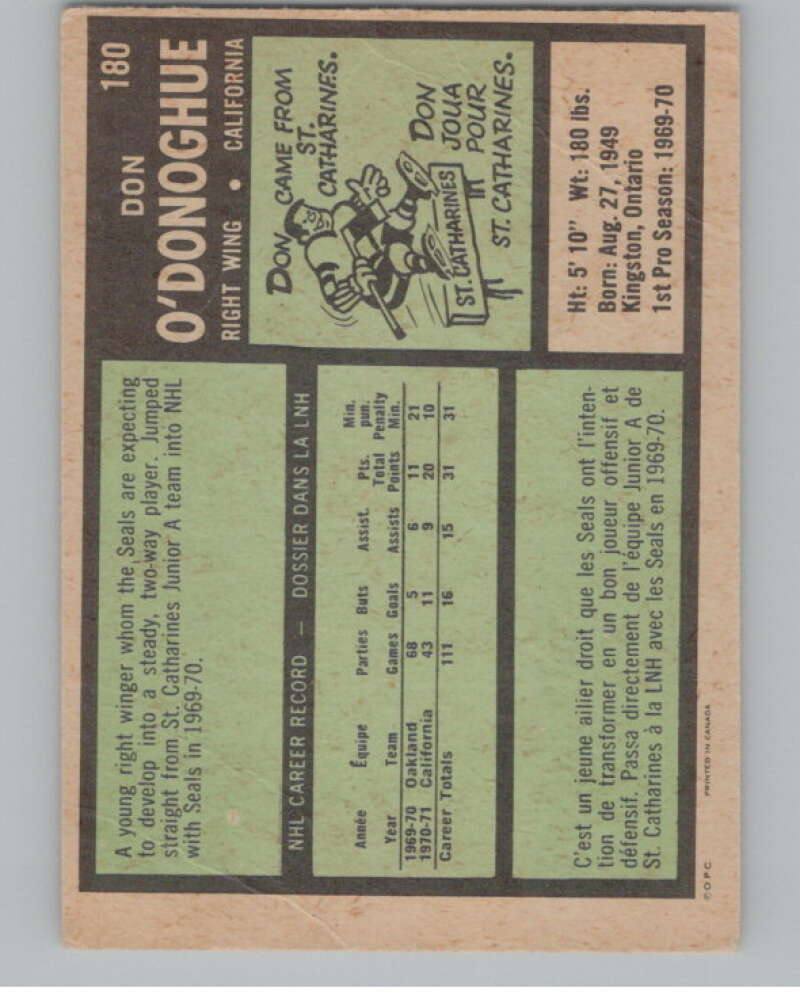 180
DON
O'DONOGHUE
RIGHT WING • CALIFORNIA
A young right winger whom the Seals are expecting
to develop into a steady, two-way player. Jumped
straight from St. Catharines Junior A team into NHL
with Seals in 1969-70.
DON CAME FROM
ST.
CATHARINES.
DON
JOUA
POUR
ST. CATHARINES.
ST. CATHARINES
NHL CAREER RECORD — DOSSIER DANS LA LNH
Année Équipe Parties Buts Assist. Pts. Min. pun.
Year Team Games Goals Assists Total Points Penalty Min.
1969-70 Oakland 68 5 6 11 21
1970-71 California 43 11 9 20 10
Career Totals 111 16 15 31 31
Ht: 5' 10" Wt: 180 lbs.
Born: Aug. 27, 1949
Kingston, Ontario
1st Pro Season: 1969-70
C'est un jeune ailier droit que les Seals ont l'inten-
tion de transformer en un bon joueur offensif et
défensif. Passa directement de l'équipe Junior A de
St. Catharines à la LNH avec les Seals en 1969-70.
© O.P.C. PRINTED IN CANADA